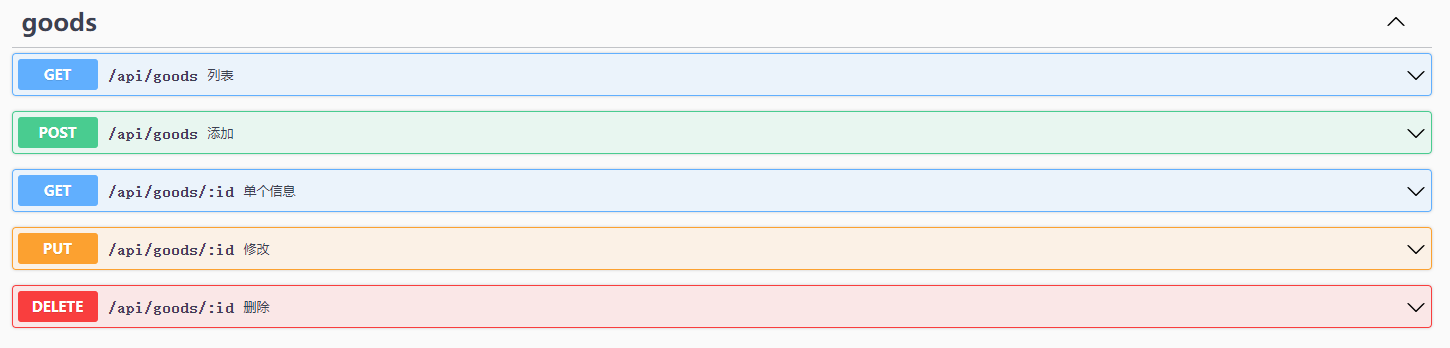 goods
GET /api/goods 列表
POST /api/goods 添加
GET /api/goods/:id 单个信息
PUT /api/goods/:id 修改
DELETE /api/goods/:id 删除